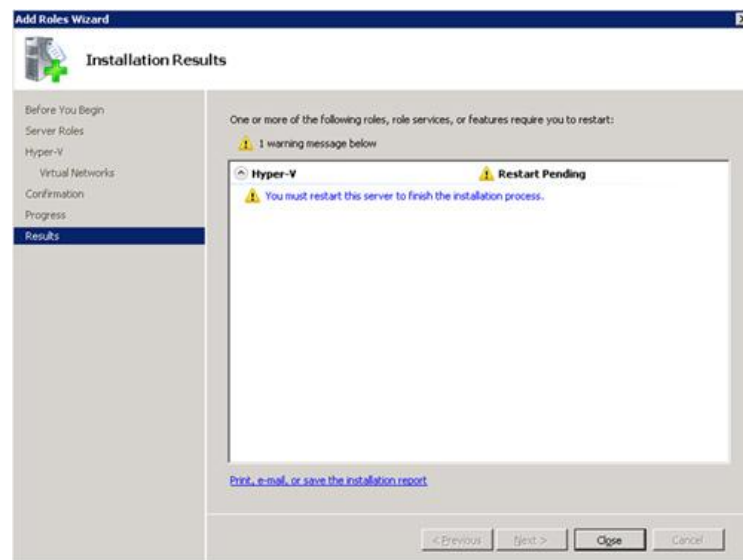 Add Roles Wizard
Installation Results
Before You Begin
Server Roles
Hyper-V
Virtual Networks
Confirmation
Progress
Results
One or more of the following roles, role services, or features require you to restart:
1 warning message below
Hyper-V Restart Pending
You must restart this server to finish the installation process.
Print, e-mail, or save the installation report
< Previous Next > Close Cancel